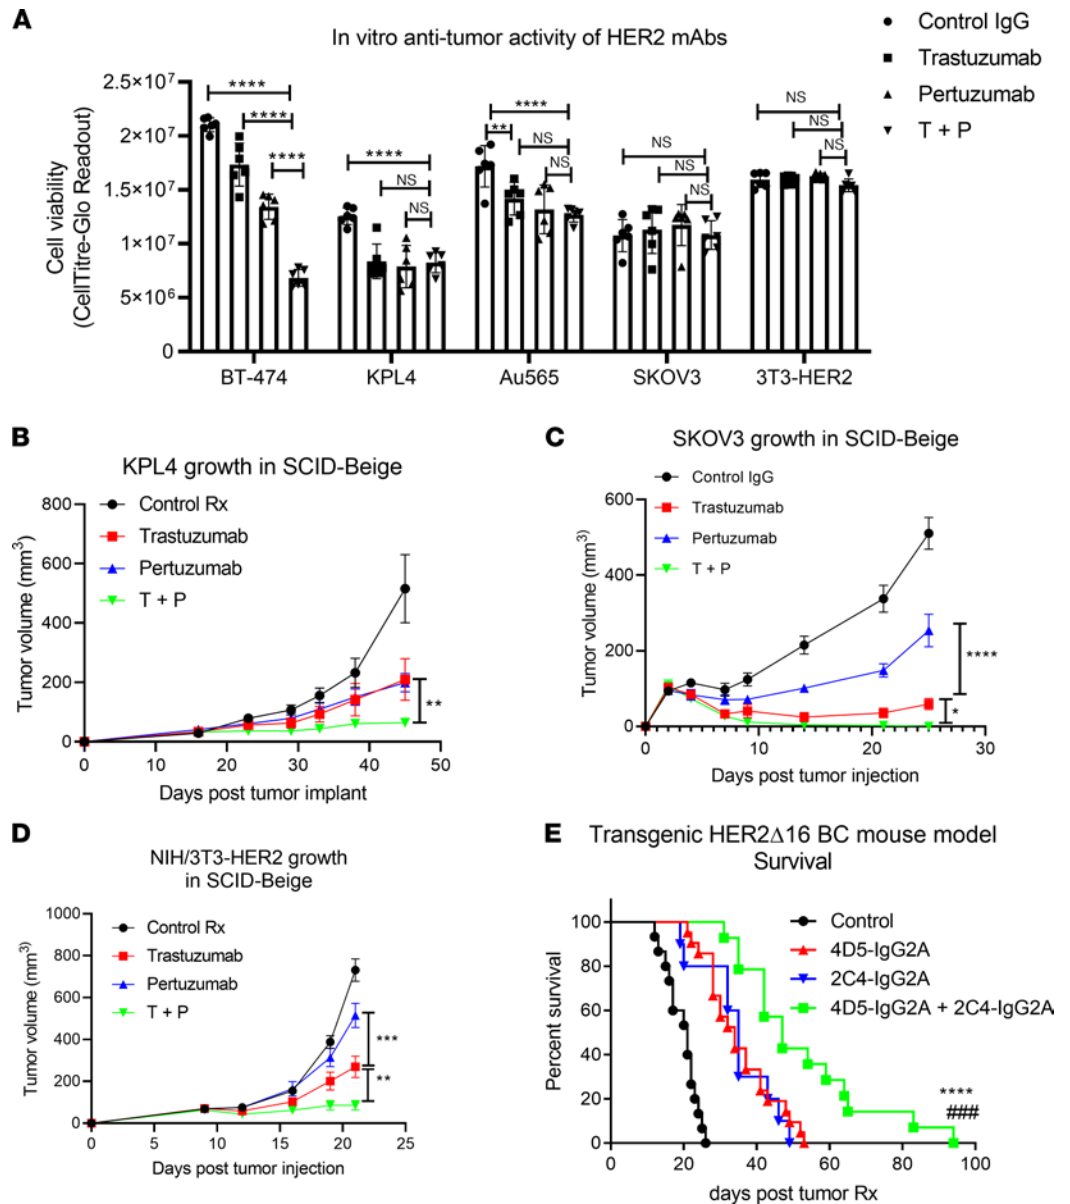 A
In vitro anti-tumor activity of HER2 mAbs
Control IgG
Trastuzumab
Pertuzumab
T + P
Cell viability
(CellTitre-Glo Readout)
2.5×10⁷
2×10⁷
1.5×10⁷
1×10⁷
5×10⁶
0
**** **** ****
**** NS NS
**** ** NS NS
NS NS NS
NS NS NS
BT-474 KPL4 Au565 SKOV3 3T3-HER2
B
KPL4 growth in SCID-Beige
Control Rx
Trastuzumab
Pertuzumab
T + P
Tumor volume (mm³)
800
600
400
200
0
**
0 10 20 30 40 50
Days post tumor implant
C
SKOV3 growth in SCID-Beige
Control IgG
Trastuzumab
Pertuzumab
T + P
Tumor volume (mm³)
600
400
200
0
****
*
0 10 20 30
Days post tumor injection
D
NIH/3T3-HER2 growth
in SCID-Beige
Control Rx
Trastuzumab
Pertuzumab
T + P
Tumor volume (mm³)
1000
800
600
400
200
0
***
**
0 5 10 15 20 25
Days post tumor injection
E
Transgenic HER2Δ16 BC mouse model
Survival
Control
4D5-IgG2A
2C4-IgG2A
4D5-IgG2A + 2C4-IgG2A
Percent survival
100
80
60
40
20
0
****
###
0 20 40 60 80 100
days post tumor Rx